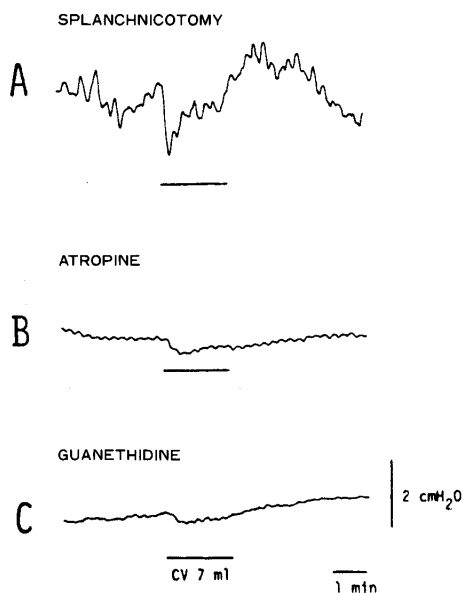 SPLANCHNICOTOMY
A
ATROPINE
B
GUANETHIDINE
C
2 cmH₂O
CV 7 ml
1 min